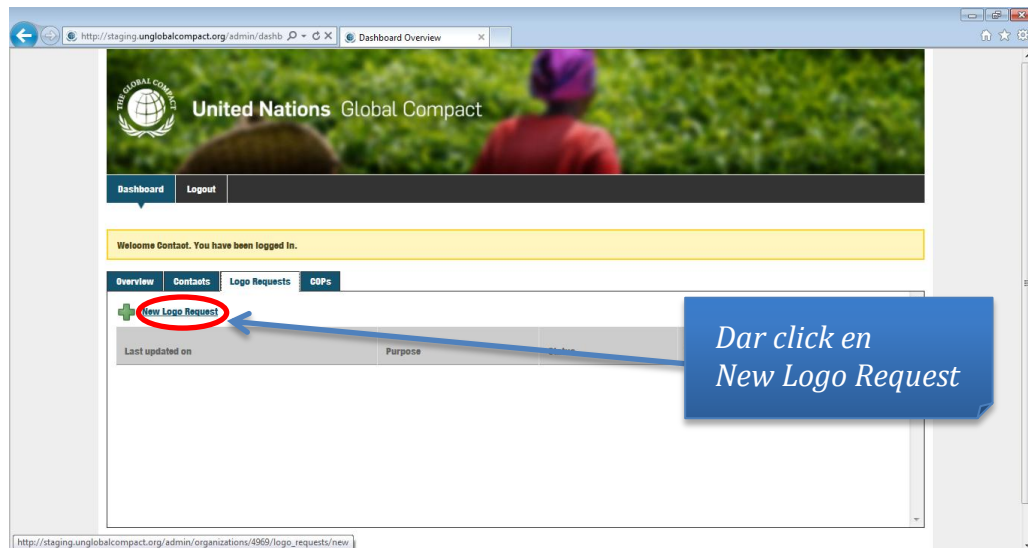 http://staging.unglobalcompact.org/admin/dashb
Dashboard Overview
THE GLOBAL COMPACT
United Nations Global Compact
Dashboard Logout
Welcome Contact. You have been logged in.
Overview Contacts Logo Requests COPs
New Logo Request
Last updated on Purpose
Dar click en
New Logo Request
http://staging.unglobalcompact.org/admin/organizations/4969/logo_requests/new